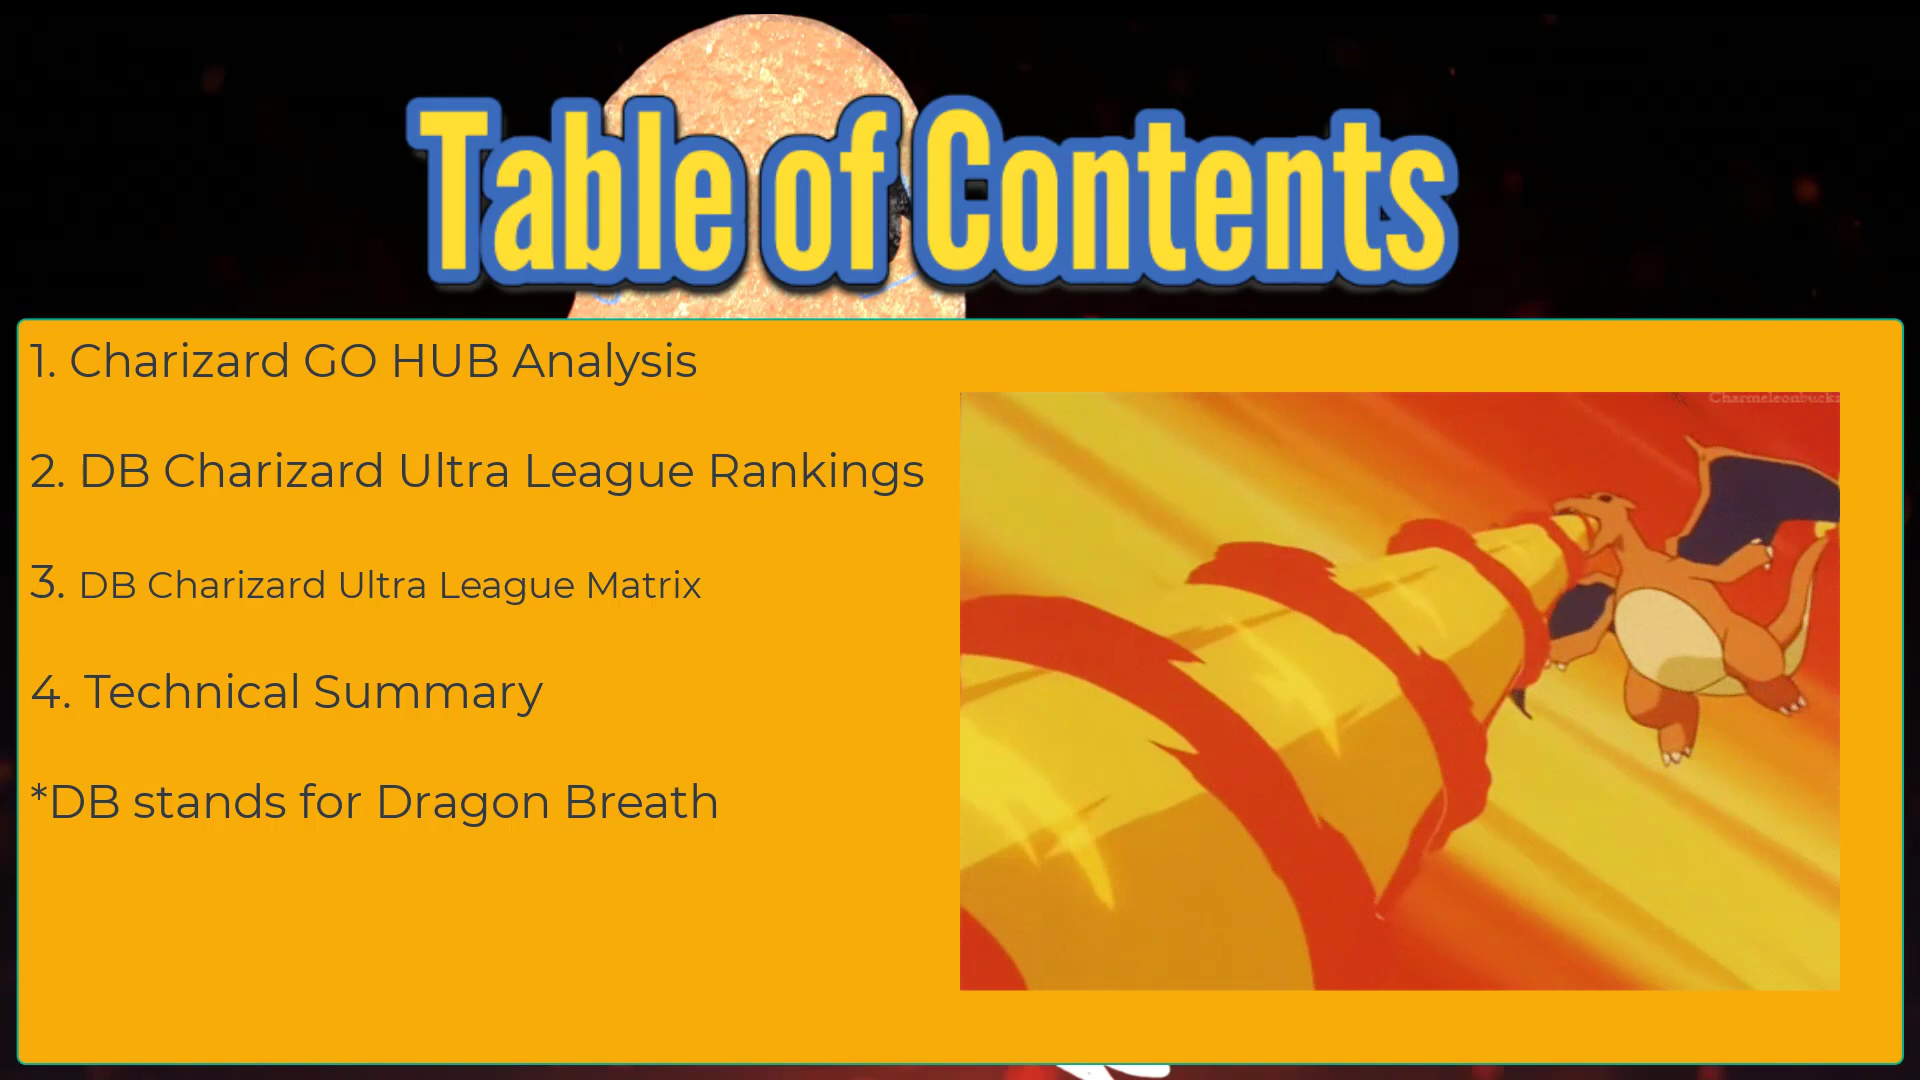 Table of Contents
1. Charizard GO HUB Analysis
2. DB Charizard Ultra League Rankings
3. DB Charizard Ultra League Matrix
4. Technical Summary
*DB stands for Dragon Breath
Charmeleonbucks